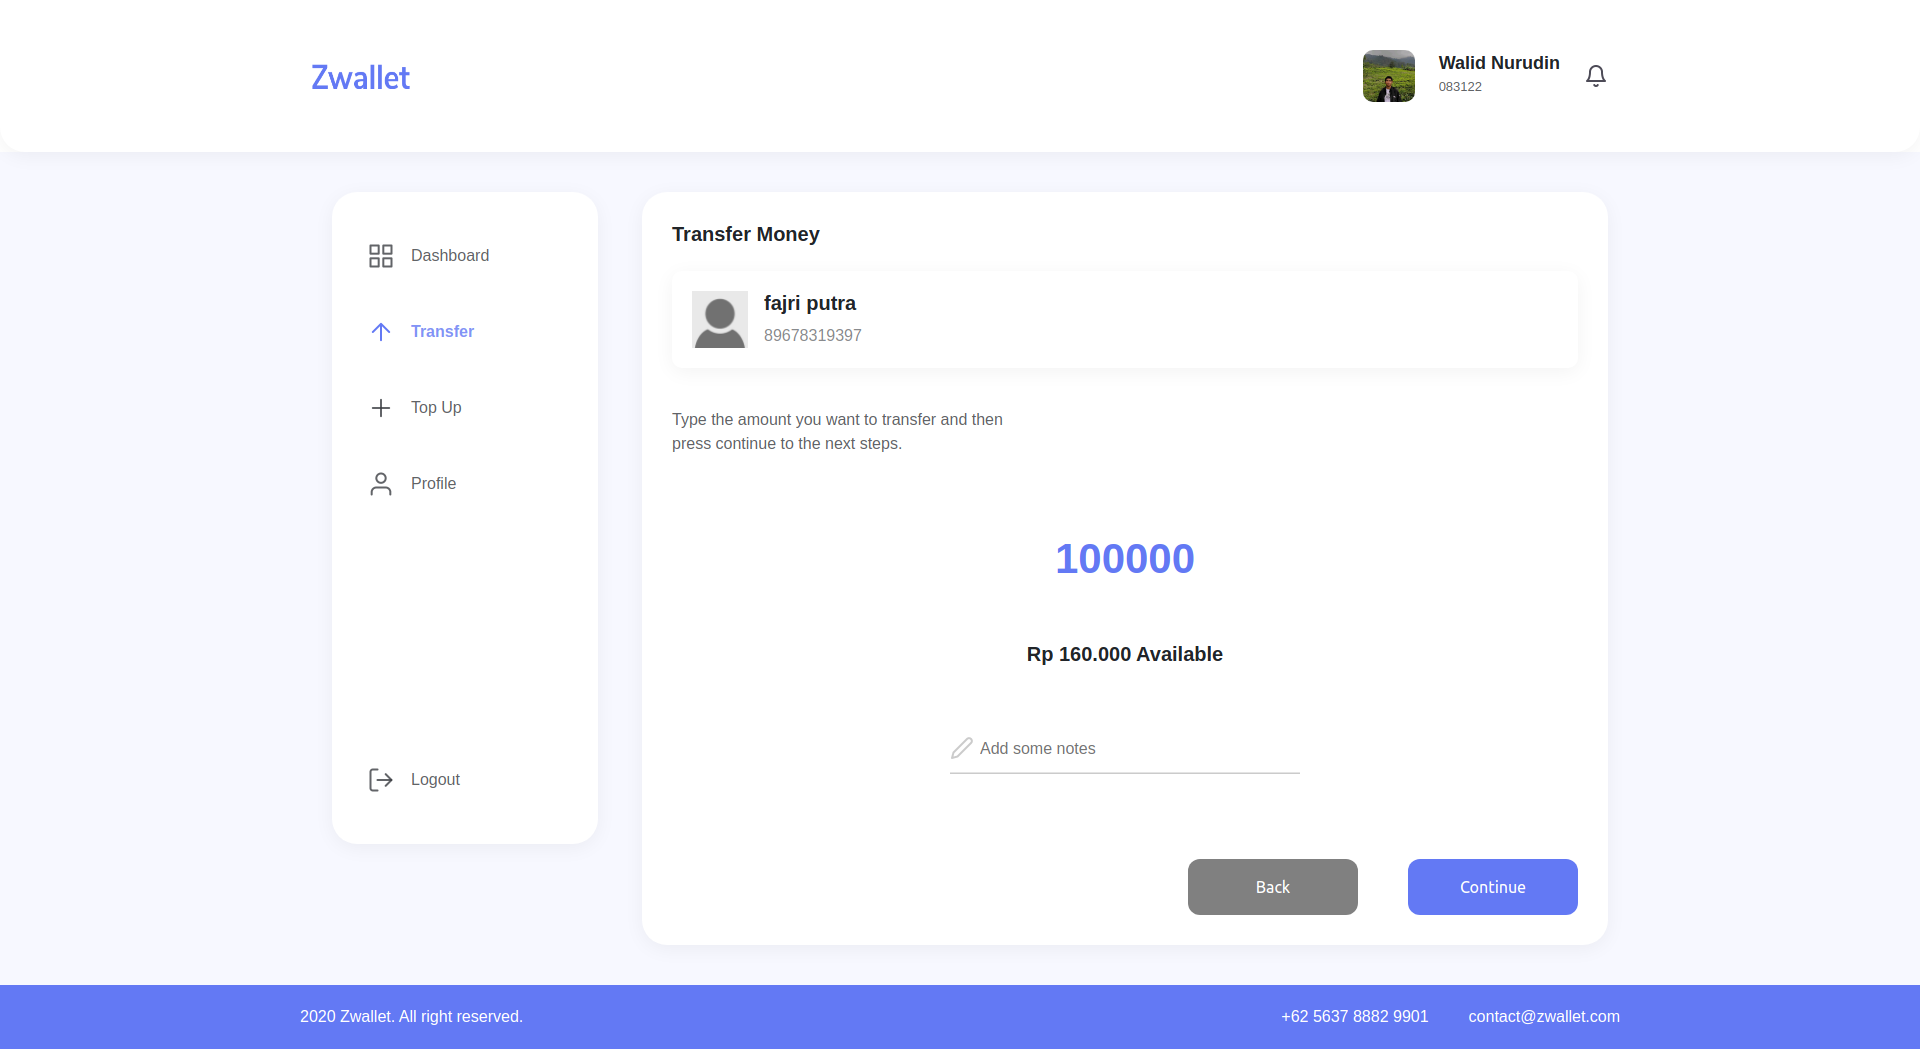 Zwallet
Walid Nurudin
083122
Dashboard
Transfer
Top Up
Profile
Logout
Transfer Money
fajri putra
89678319397
Type the amount you want to transfer and then
press continue to the next steps.
100000
Rp 160.000 Available
Add some notes
Back
Continue
2020 Zwallet. All right reserved.
+62 5637 8882 9901
contact@zwallet.com